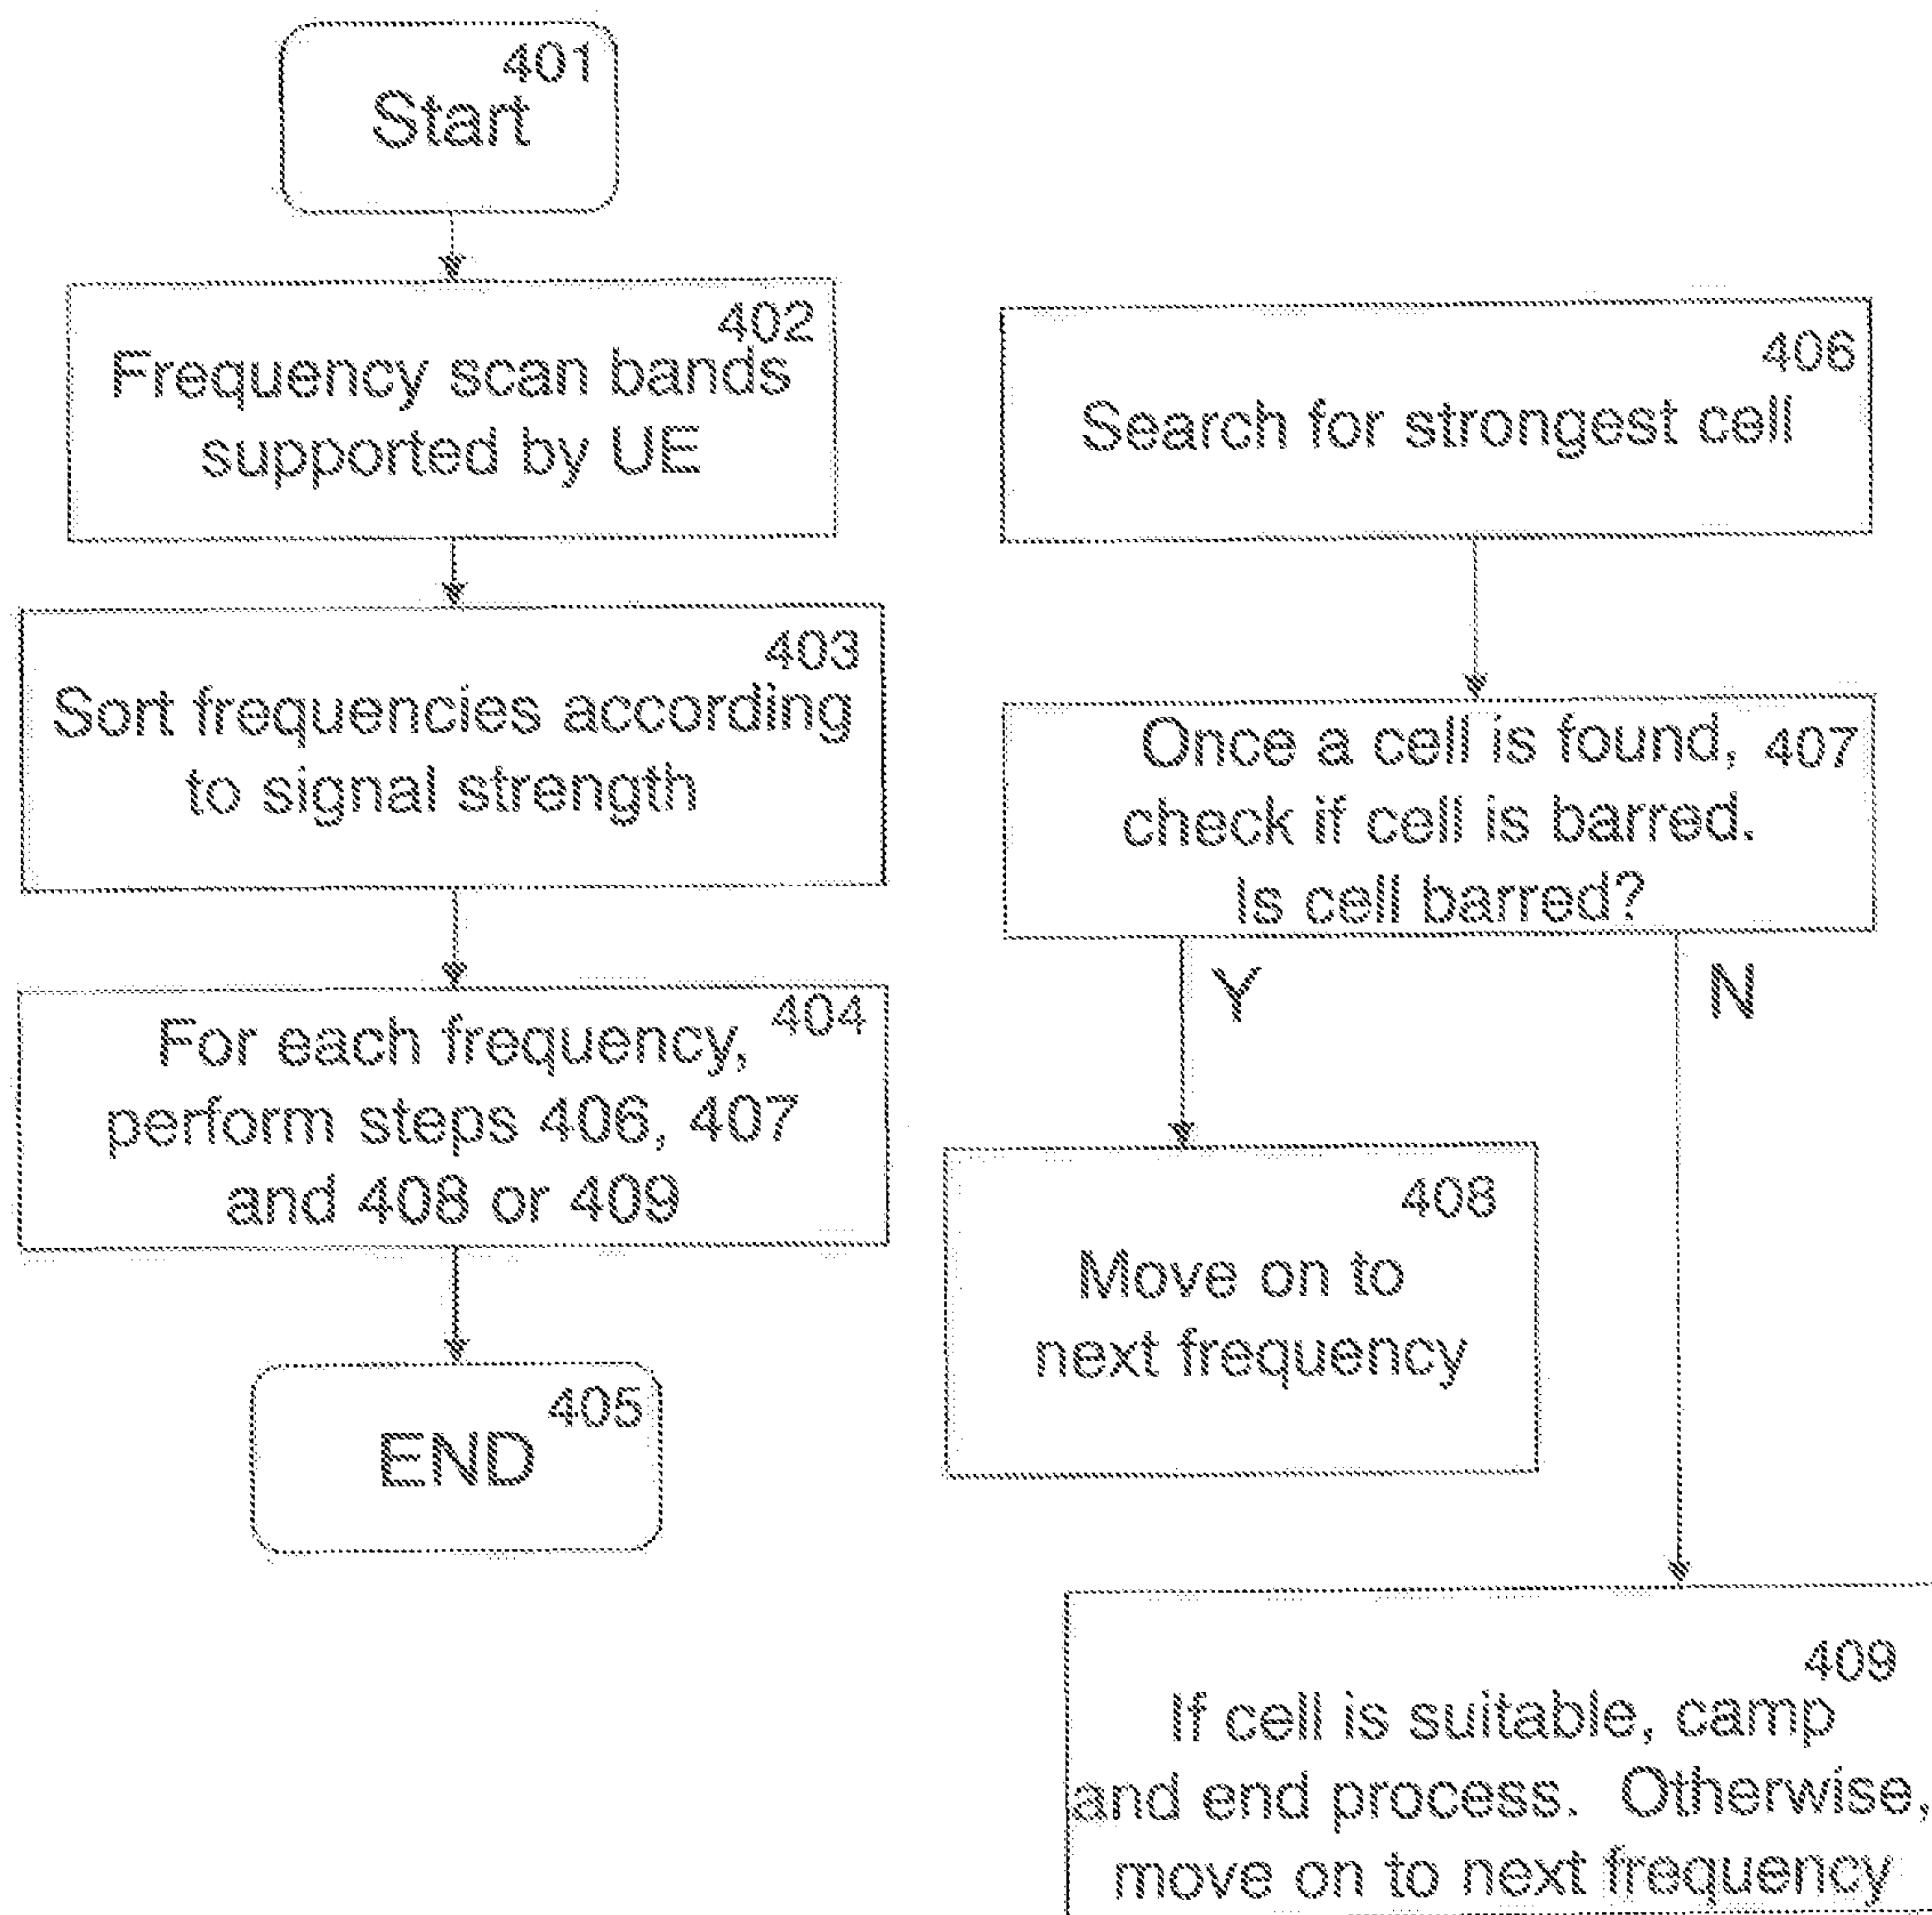 401
Start
402
Frequency scan bands
supported by UE
403
Sort frequencies according
to signal strength
404
For each frequency,
perform steps 406, 407
and 408 or 409
405
END
406
Search for strongest cell
407
Once a cell is found,
check if cell is barred.
Is cell barred?
Y
N
408
Move on to
next frequency
409
If cell is suitable, camp
and end process. Otherwise,
move on to next frequency